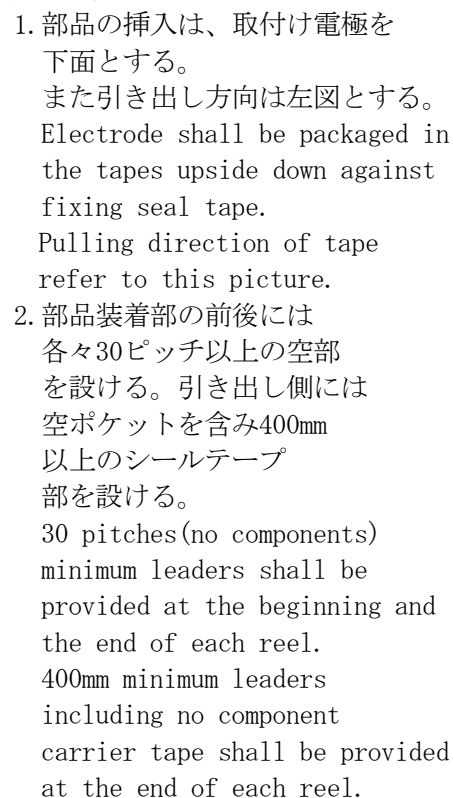 1.部品の挿入は、取付け電極を
下面とする。
また引き出し方向は左図とする。
Electrode shall be packaged in
the tapes upside down against
fixing seal tape.
Pulling direction of tape
refer to this picture.
2.部品装着部の前後には
各々30ピッチ以上の空部
を設ける。引き出し側には
空ポケットを含み400mm
以上のシールテープ
部を設ける。
30 pitches(no components)
minimum leaders shall be
provided at the beginning and
the end of each reel.
400mm minimum leaders
including no component
carrier tape shall be provided
at the end of each reel.